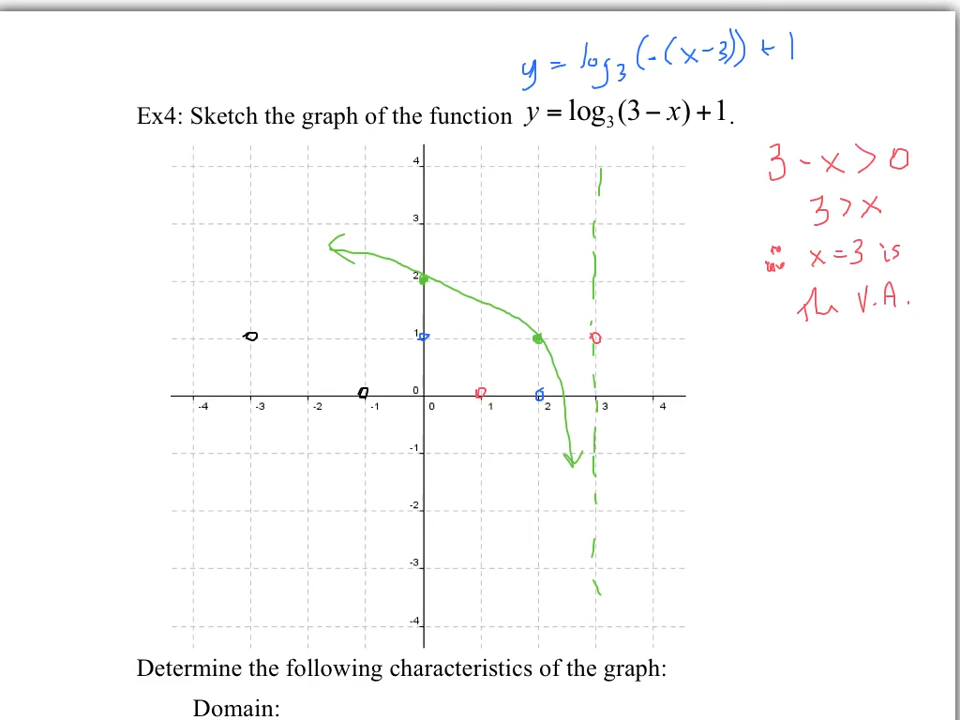 y = log₃(-(x-3)) + 1
Ex4: Sketch the graph of the function y = log₃(3 − x) + 1.
3 - x > 0
3 > x
x = 3 is
the V.A.
4
3
2
1
0
-4 -3 -2 -1 0 1 2 3 4
-1
-2
-3
-4
Determine the following characteristics of the graph:
Domain: